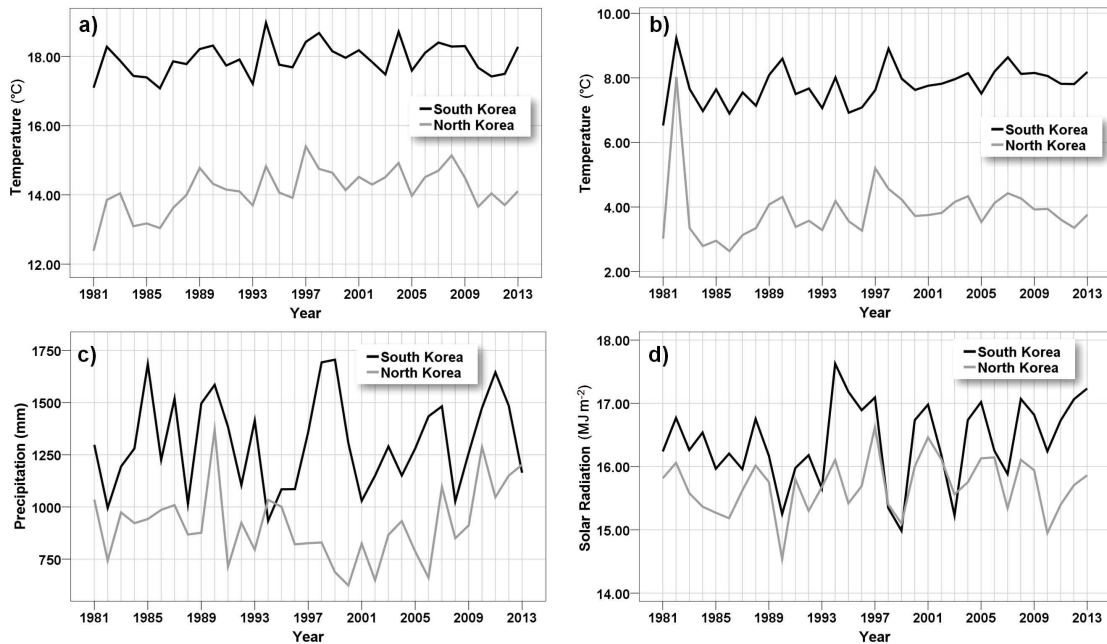 a)
Temperature (°C)
18.00
16.00
14.00
12.00
South Korea
North Korea
1981 1985 1989 1993 1997 2001 2005 2009 2013
Year
b)
Temperature (°C)
10.00
8.00
6.00
4.00
2.00
South Korea
North Korea
1981 1985 1989 1993 1997 2001 2005 2009 2013
Year
c)
Precipitation (mm)
1750
1500
1250
1000
750
South Korea
North Korea
1981 1985 1989 1993 1997 2001 2005 2009 2013
Year
d)
Solar Radiation (MJ m⁻²)
18.00
17.00
16.00
15.00
14.00
South Korea
North Korea
1981 1985 1989 1993 1997 2001 2005 2009 2013
Year